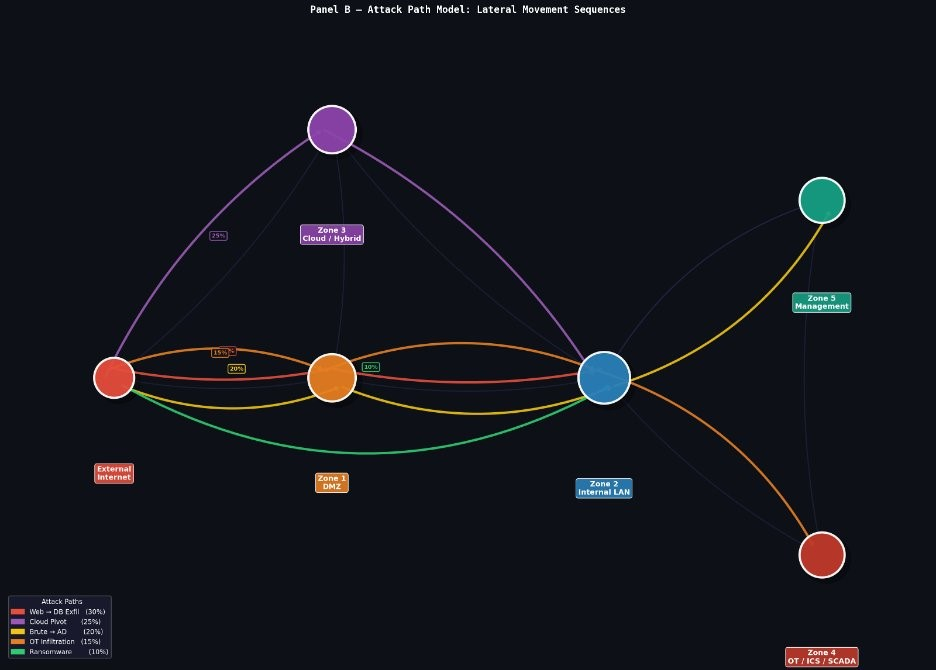 Panel B — Attack Path Model: Lateral Movement Sequences
25%
Zone 3
Cloud / Hybrid
Zone 5
Management
15%
20%
10%
External
Internet
Zone 1
DMZ
Zone 2
Internal LAN
Attack Paths
Web → DB Exfil (30%)
Cloud Pivot (25%)
Brute → AD (20%)
OT Infiltration (15%)
Ransomware (10%)
Zone 4
OT / ICS / SCADA